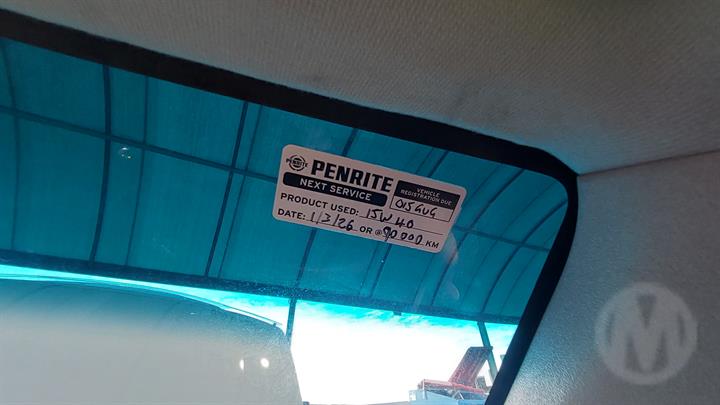 PENRITE
NEXT SERVICE
VEHICLE
REGISTRATION DUE
015GUG
PRODUCT USED: 15W40
DATE: 1/3/26 OR @ 90 000 KM